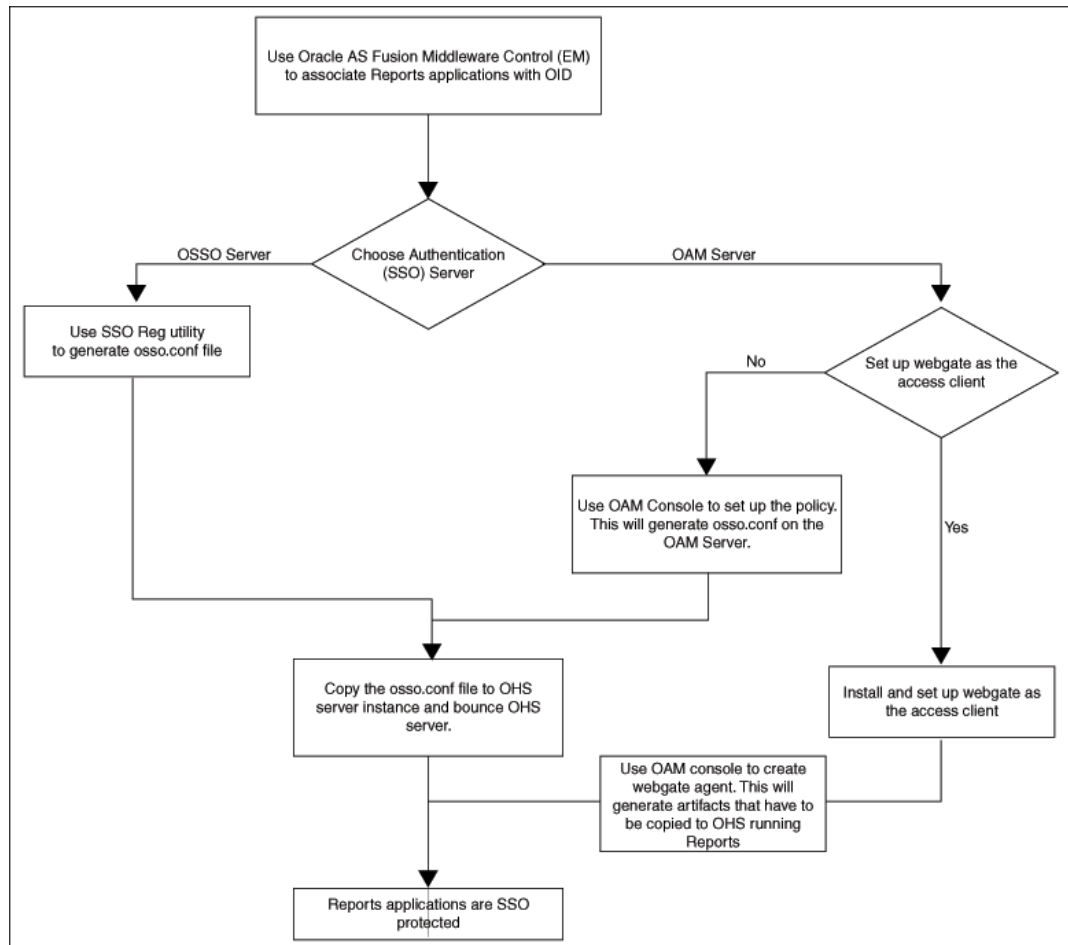 Use Oracle AS Fusion Middleware Control (EM)
to associate Reports applications with OID
OSSO Server
Choose Authentication
(SSO) Server
OAM Server
Use SSO Reg utility
to generate osso.conf file
No
Set up webgate as the
access client
Use OAM Console to set up the policy.
This will generate osso.conf on the
OAM Server.
Yes
Copy the osso.conf file to OHS
server instance and bounce OHS
server.
Install and set up webgate as
the access client
Use OAM console to create
webgate agent. This will
generate artifacts that have to
be copied to OHS running
Reports
Reports applications are SSO
protected